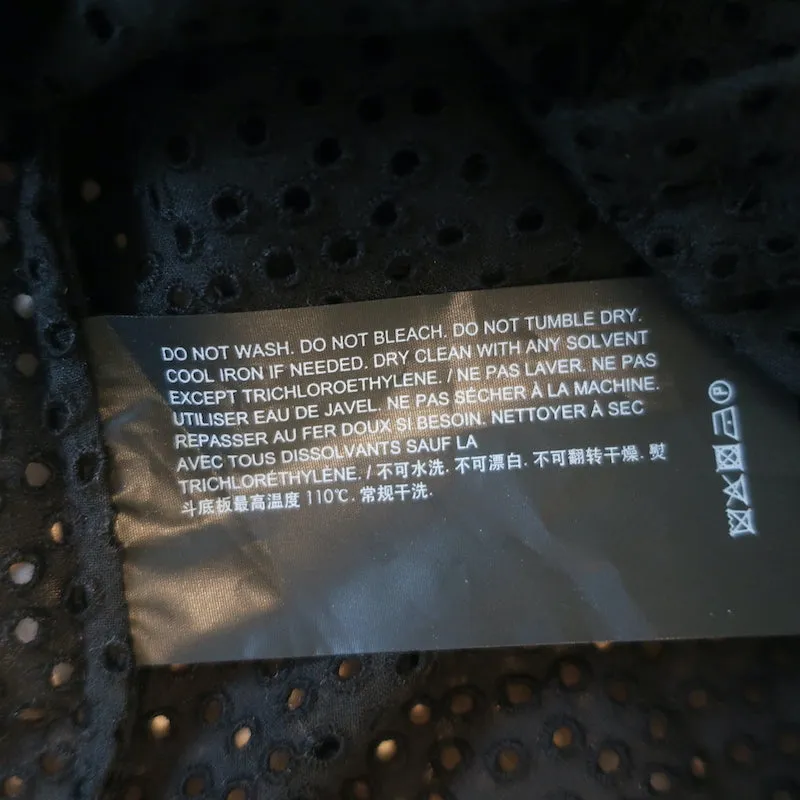 DO NOT WASH. DO NOT BLEACH. DO NOT TUMBLE DRY.
COOL IRON IF NEEDED. DRY CLEAN WITH ANY SOLVENT
EXCEPT TRICHLOROETHYLENE. / NE PAS LAVER. NE PAS
UTILISER EAU DE JAVEL. NE PAS SÉCHER À LA MACHINE.
REPASSER AU FER DOUX SI BESOIN. NETTOYER À SEC
AVEC TOUS DISSOLVANTS SAUF LA
TRICHLORÉTHYLENE. / 不可水洗. 不可漂白. 不可翻转干燥. 熨
斗底板最高温度 110℃. 常规干洗.
P